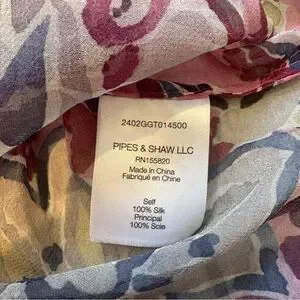 2402GGT014500
PIPES & SHAW LLC
RN155820
Made in China
Fabriqué en Chine
Self
100% Silk
Principal
100% Soie